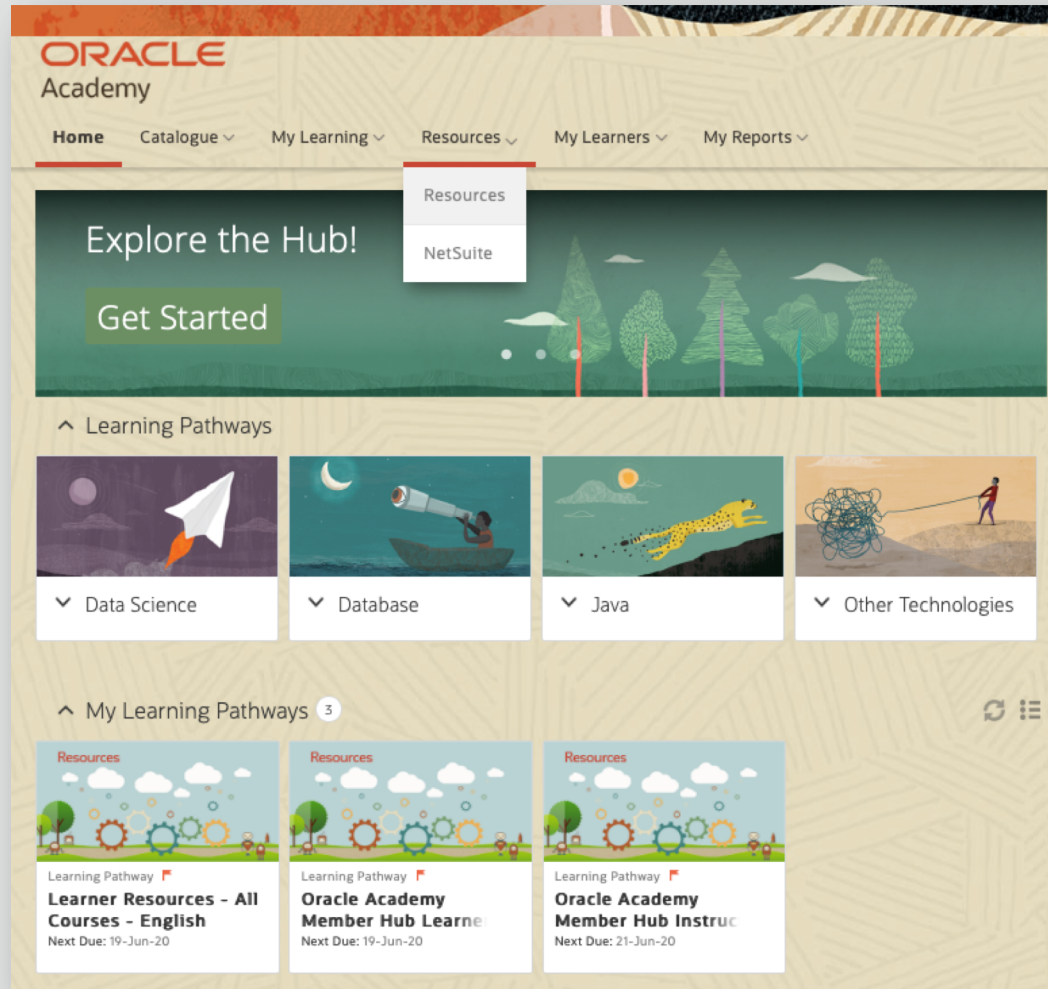 ORACLE
Academy
Home Catalogue My Learning Resources My Learners My Reports
Resources
NetSuite
Explore the Hub!
Get Started
Learning Pathways
Data Science Database Java Other Technologies
My Learning Pathways 3
Resources Resources Resources
Learning Pathway Learning Pathway Learning Pathway
Learner Resources - All Oracle Academy Oracle Academy
Courses - English Member Hub Learne Member Hub Instruc
Next Due: 19-Jun-20 Next Due: 19-Jun-20 Next Due: 21-Jun-20